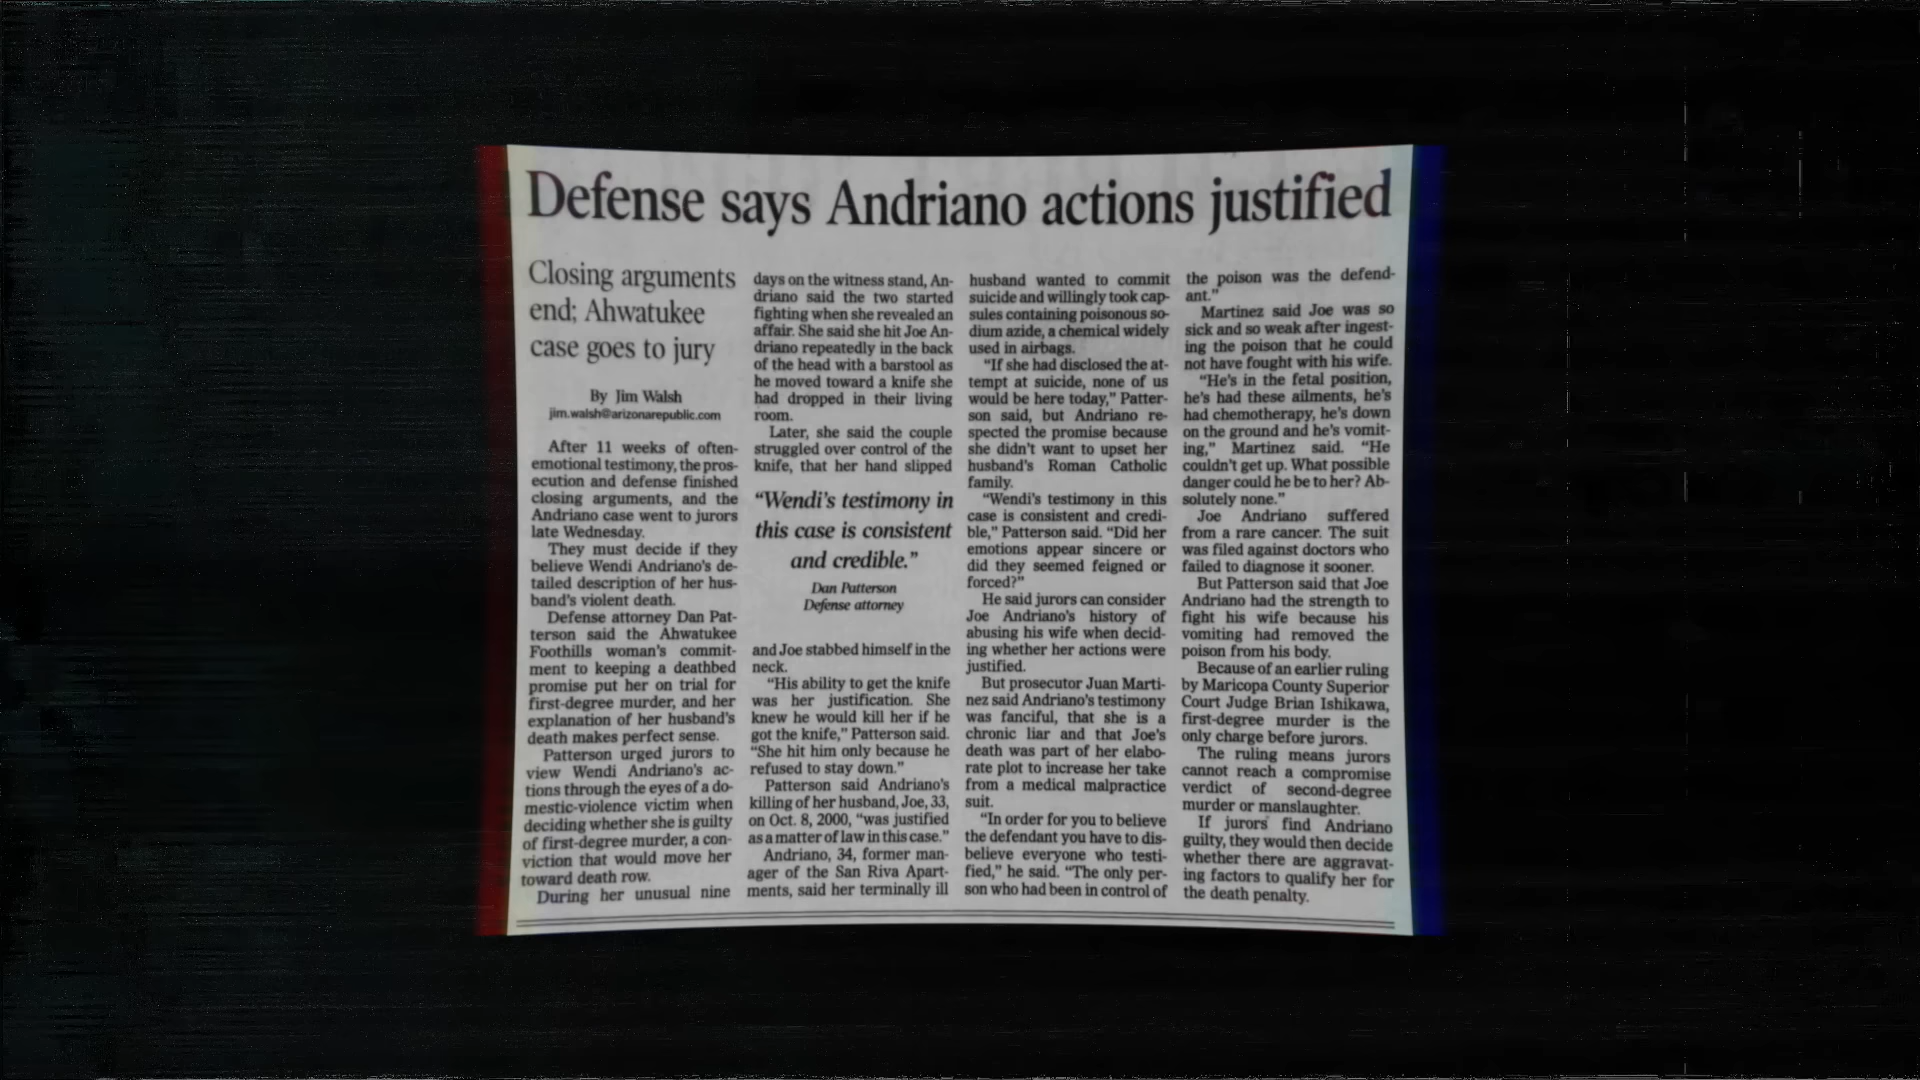 Defense says Andriano actions justified
Closing arguments
end; Ahwatukee
case goes to jury
By Jim Walsh
jim.walsh@arizonarepublic.com
After 11 weeks of often-
emotional testimony, the pros-
ecution and defense finished
closing arguments, and the
Andriano case went to jurors
late Wednesday.
They must decide if they
believe Wendi Andriano's de-
tailed description of her hus-
band's violent death.
Defense attorney Dan Pat-
terson said the Ahwatukee
Foothills woman's commit-
ment to keeping a deathbed
promise put her on trial for
first-degree murder, and her
explanation of her husband's
death makes perfect sense.
Patterson urged jurors to
view Wendi Andriano's ac-
tions through the eyes of a do-
mestic-violence victim when
deciding whether she is guilty
of first-degree murder, a con-
viction that would move her
toward death row.
During her unusual nine
days on the witness stand, An-
driano said the two started
fighting when she revealed an
affair. She said she hit Joe An-
driano repeatedly in the back
of the head with a barstool as
he moved toward a knife she
had dropped in their living
room.
Later, she said the couple
struggled over control of the
knife, that her hand slipped
"Wendi's testimony in
this case is consistent
and credible."
Dan Patterson
Defense attorney
and Joe stabbed himself in the
neck.
"His ability to get the knife
was her justification. She
knew he would kill her if he
got the knife," Patterson said.
"She hit him only because he
refused to stay down."
Patterson said Andriano's
killing of her husband, Joe, 33,
on Oct. 8, 2000, "was justified
as a matter of law in this case."
Andriano, 34, former man-
ager of the San Riva Apart-
ments, said her terminally ill
husband wanted to commit
suicide and willingly took cap-
sules containing poisonous so-
dium azide, a chemical widely
used in airbags.
"If she had disclosed the at-
tempt at suicide, none of us
would be here today," Patter-
son said, but Andriano re-
spected the promise because
she didn't want to upset her
husband's Roman Catholic
family.
"Wendi's testimony in this
case is consistent and credi-
ble," Patterson said. "Did her
emotions appear sincere or
did they seemed feigned or
forced?"
He said jurors can consider
Joe Andriano's history of
abusing his wife when decid-
ing whether her actions were
justified.
But prosecutor Juan Marti-
nez said Andriano's testimony
was fanciful, that she is a
chronic liar and that Joe's
death was part of her elabo-
rate plot to increase her take
from a medical malpractice
suit.
"In order for you to believe
the defendant you have to dis-
believe everyone who testi-
fied," he said. "The only per-
son who had been in control of
the poison was the defend-
ant."
Martinez said Joe was so
sick and so weak after ingest-
ing the poison that he could
not have fought with his wife.
"He's in the fetal position,
he's had these ailments, he's
had chemotherapy, he's down
on the ground and he's vomit-
ing," Martinez said. "He
couldn't get up. What possible
danger could he be to her? Ab-
solutely none."
Joe Andriano suffered
from a rare cancer. The suit
was filed against doctors who
failed to diagnose it sooner.
But Patterson said that Joe
Andriano had the strength to
fight his wife because his
vomiting had removed the
poison from his body.
Because of an earlier ruling
by Maricopa County Superior
Court Judge Brian Ishikawa,
first-degree murder is the
only charge before jurors.
The ruling means jurors
cannot reach a compromise
verdict of second-degree
murder or manslaughter.
If jurors find Andriano
guilty, they would then decide
whether there are aggravat-
ing factors to qualify her for
the death penalty.